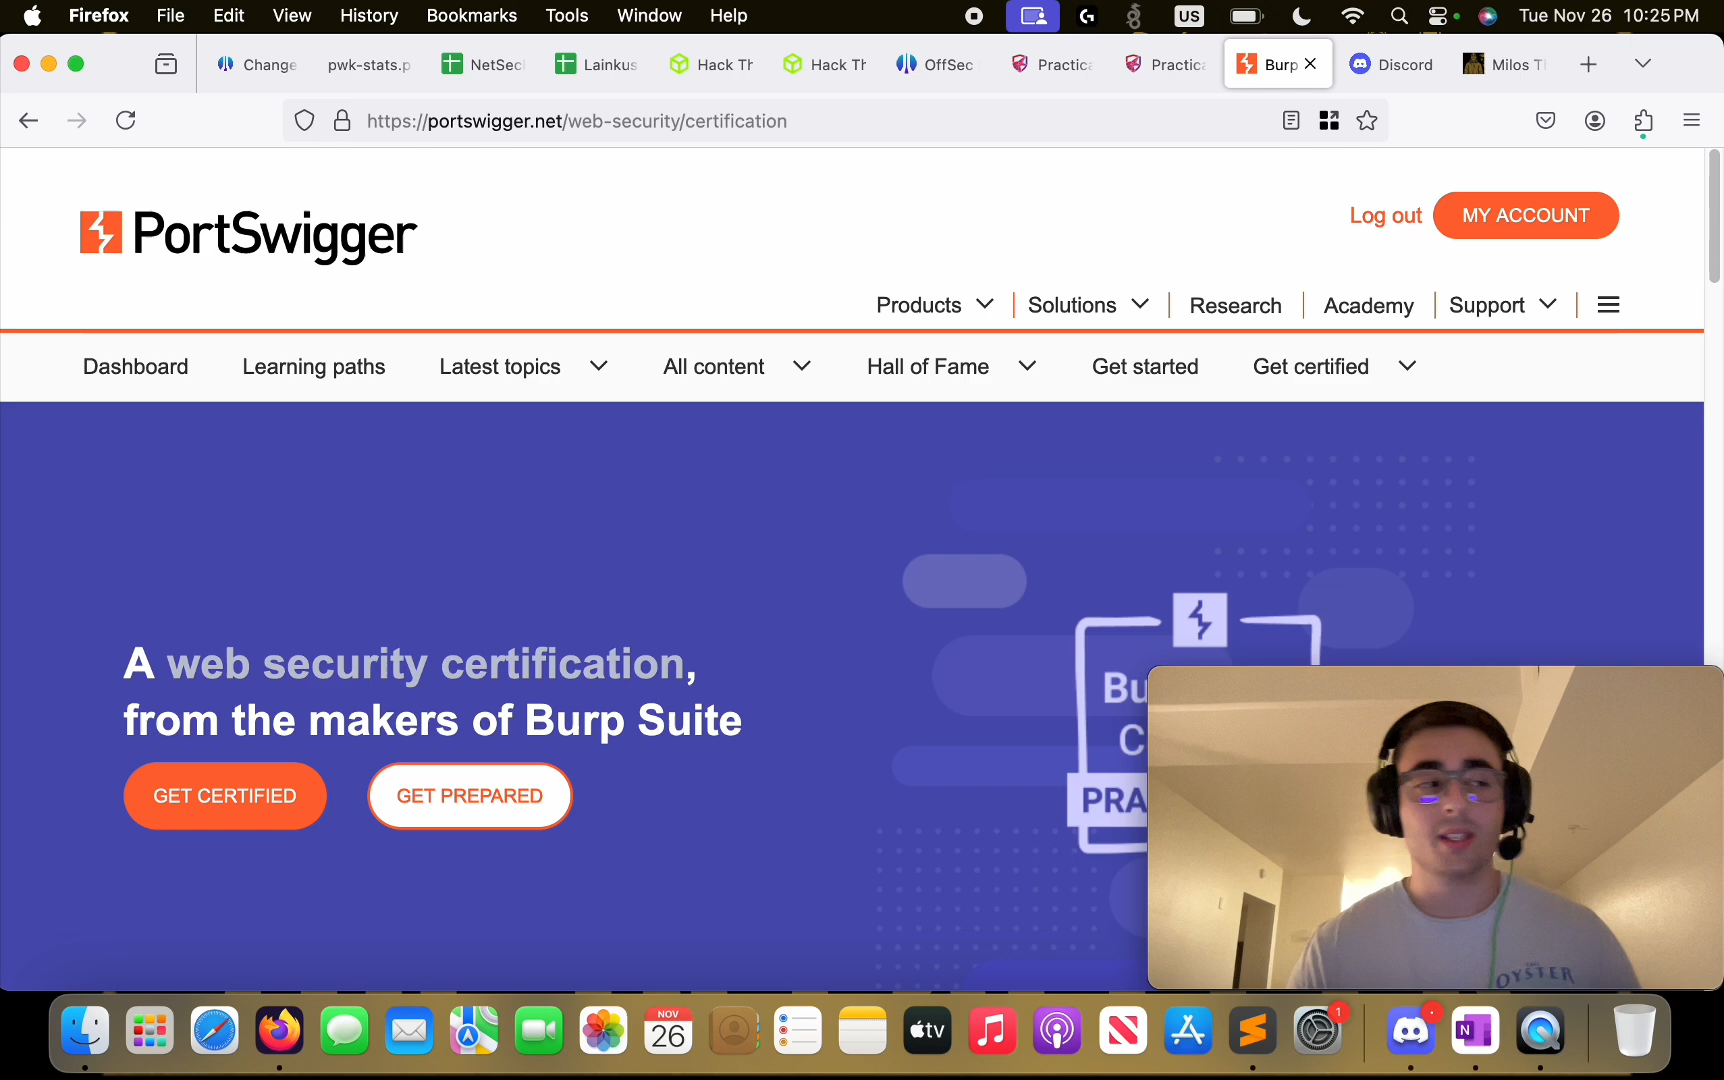 Firefox File Edit View History Bookmarks Tools Window Help US Tue Nov 26 10:25 PM
Change pwk-stats.p NetSec Lainkus Hack Th Hack Th OffSec Practica Practica Burp Discord Milos Th
https://portswigger.net/web-security/certification
PortSwigger
Log out MY ACCOUNT
Products Solutions Research Academy Support
Dashboard Learning paths Latest topics All content Hall of Fame Get started Get certified
A web security certification,
from the makers of Burp Suite
GET CERTIFIED GET PREPARED
Bu
C
PRA
OYSTER
NOV
26
tv
1
N